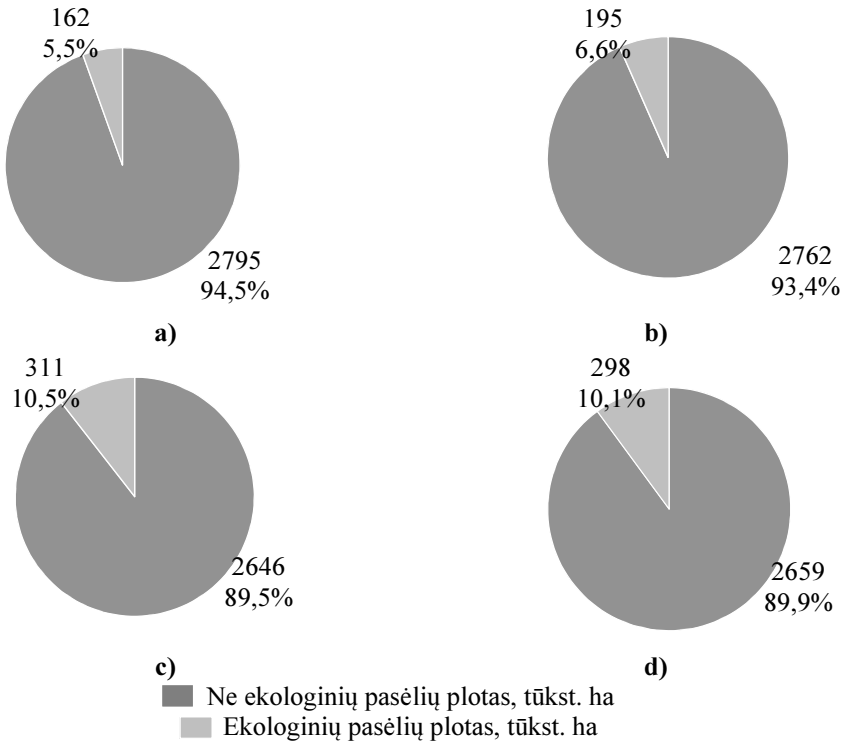 162
5,5%
2795
94,5%
a)
195
6,6%
2762
93,4%
b)
311
10,5%
2646
89,5%
c)
298
10,1%
2659
89,9%
d)
Ne ekologinių pasėlių plotas, tūkst. ha
Ekologinių pasėlių plotas, tūkst. ha